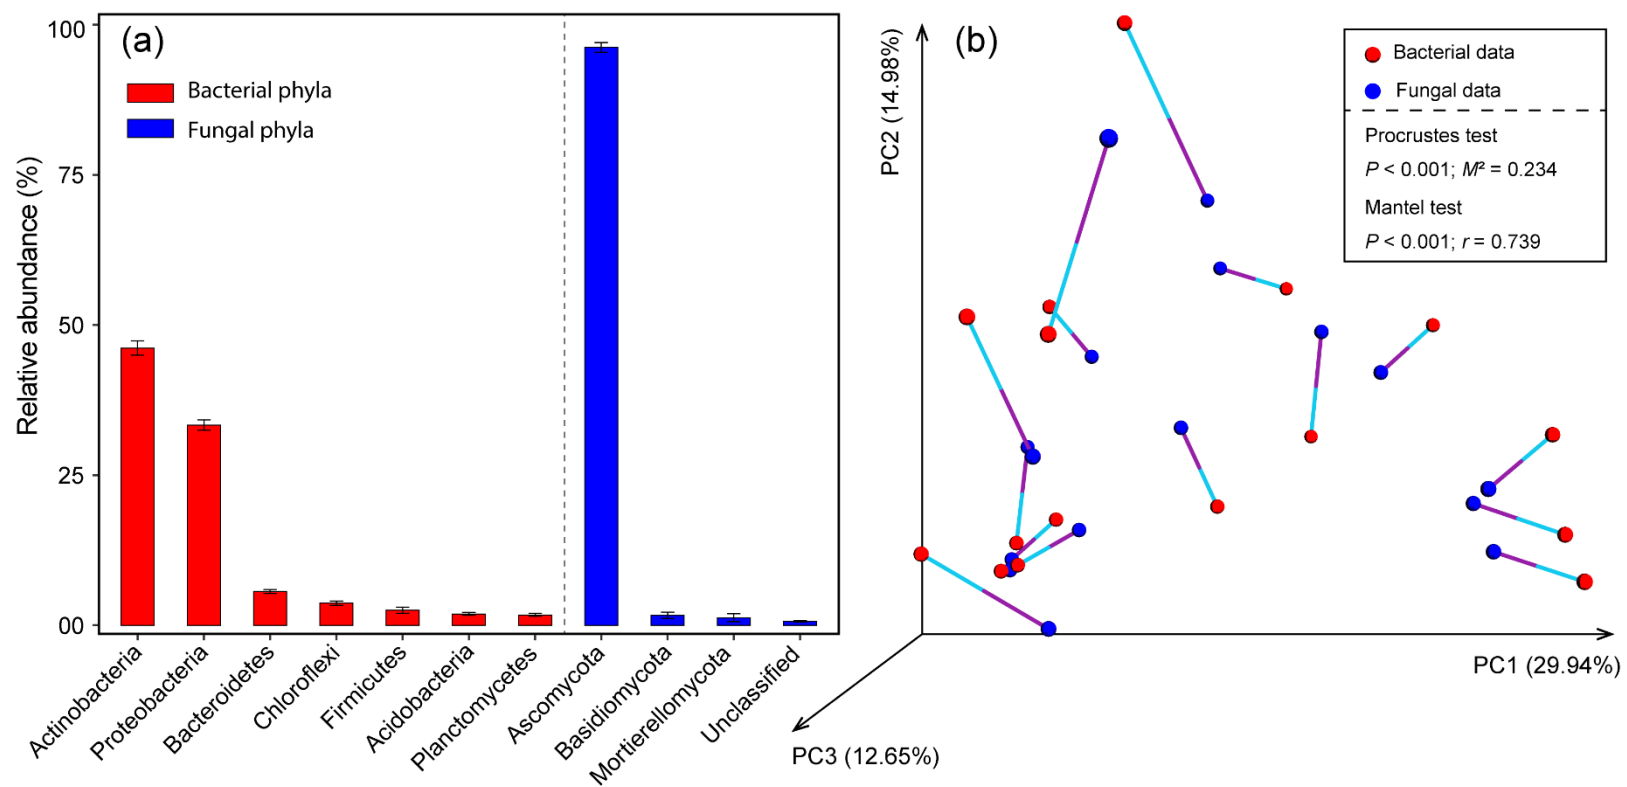 (a)
Bacterial phyla
Fungal phyla
Relative abundance (%)
100
75
50
25
00
Actinobacteria
Proteobacteria
Bacteroidetes
Chloroflexi
Firmicutes
Acidobacteria
Planctomycetes
Ascomycota
Basidiomycota
Mortierellomycota
Unclassified
(b)
PC2 (14.98%)
Bacterial data
Fungal data
Procrustes test
P < 0.001; M² = 0.234
Mantel test
P < 0.001; r = 0.739
PC1 (29.94%)
PC3 (12.65%)